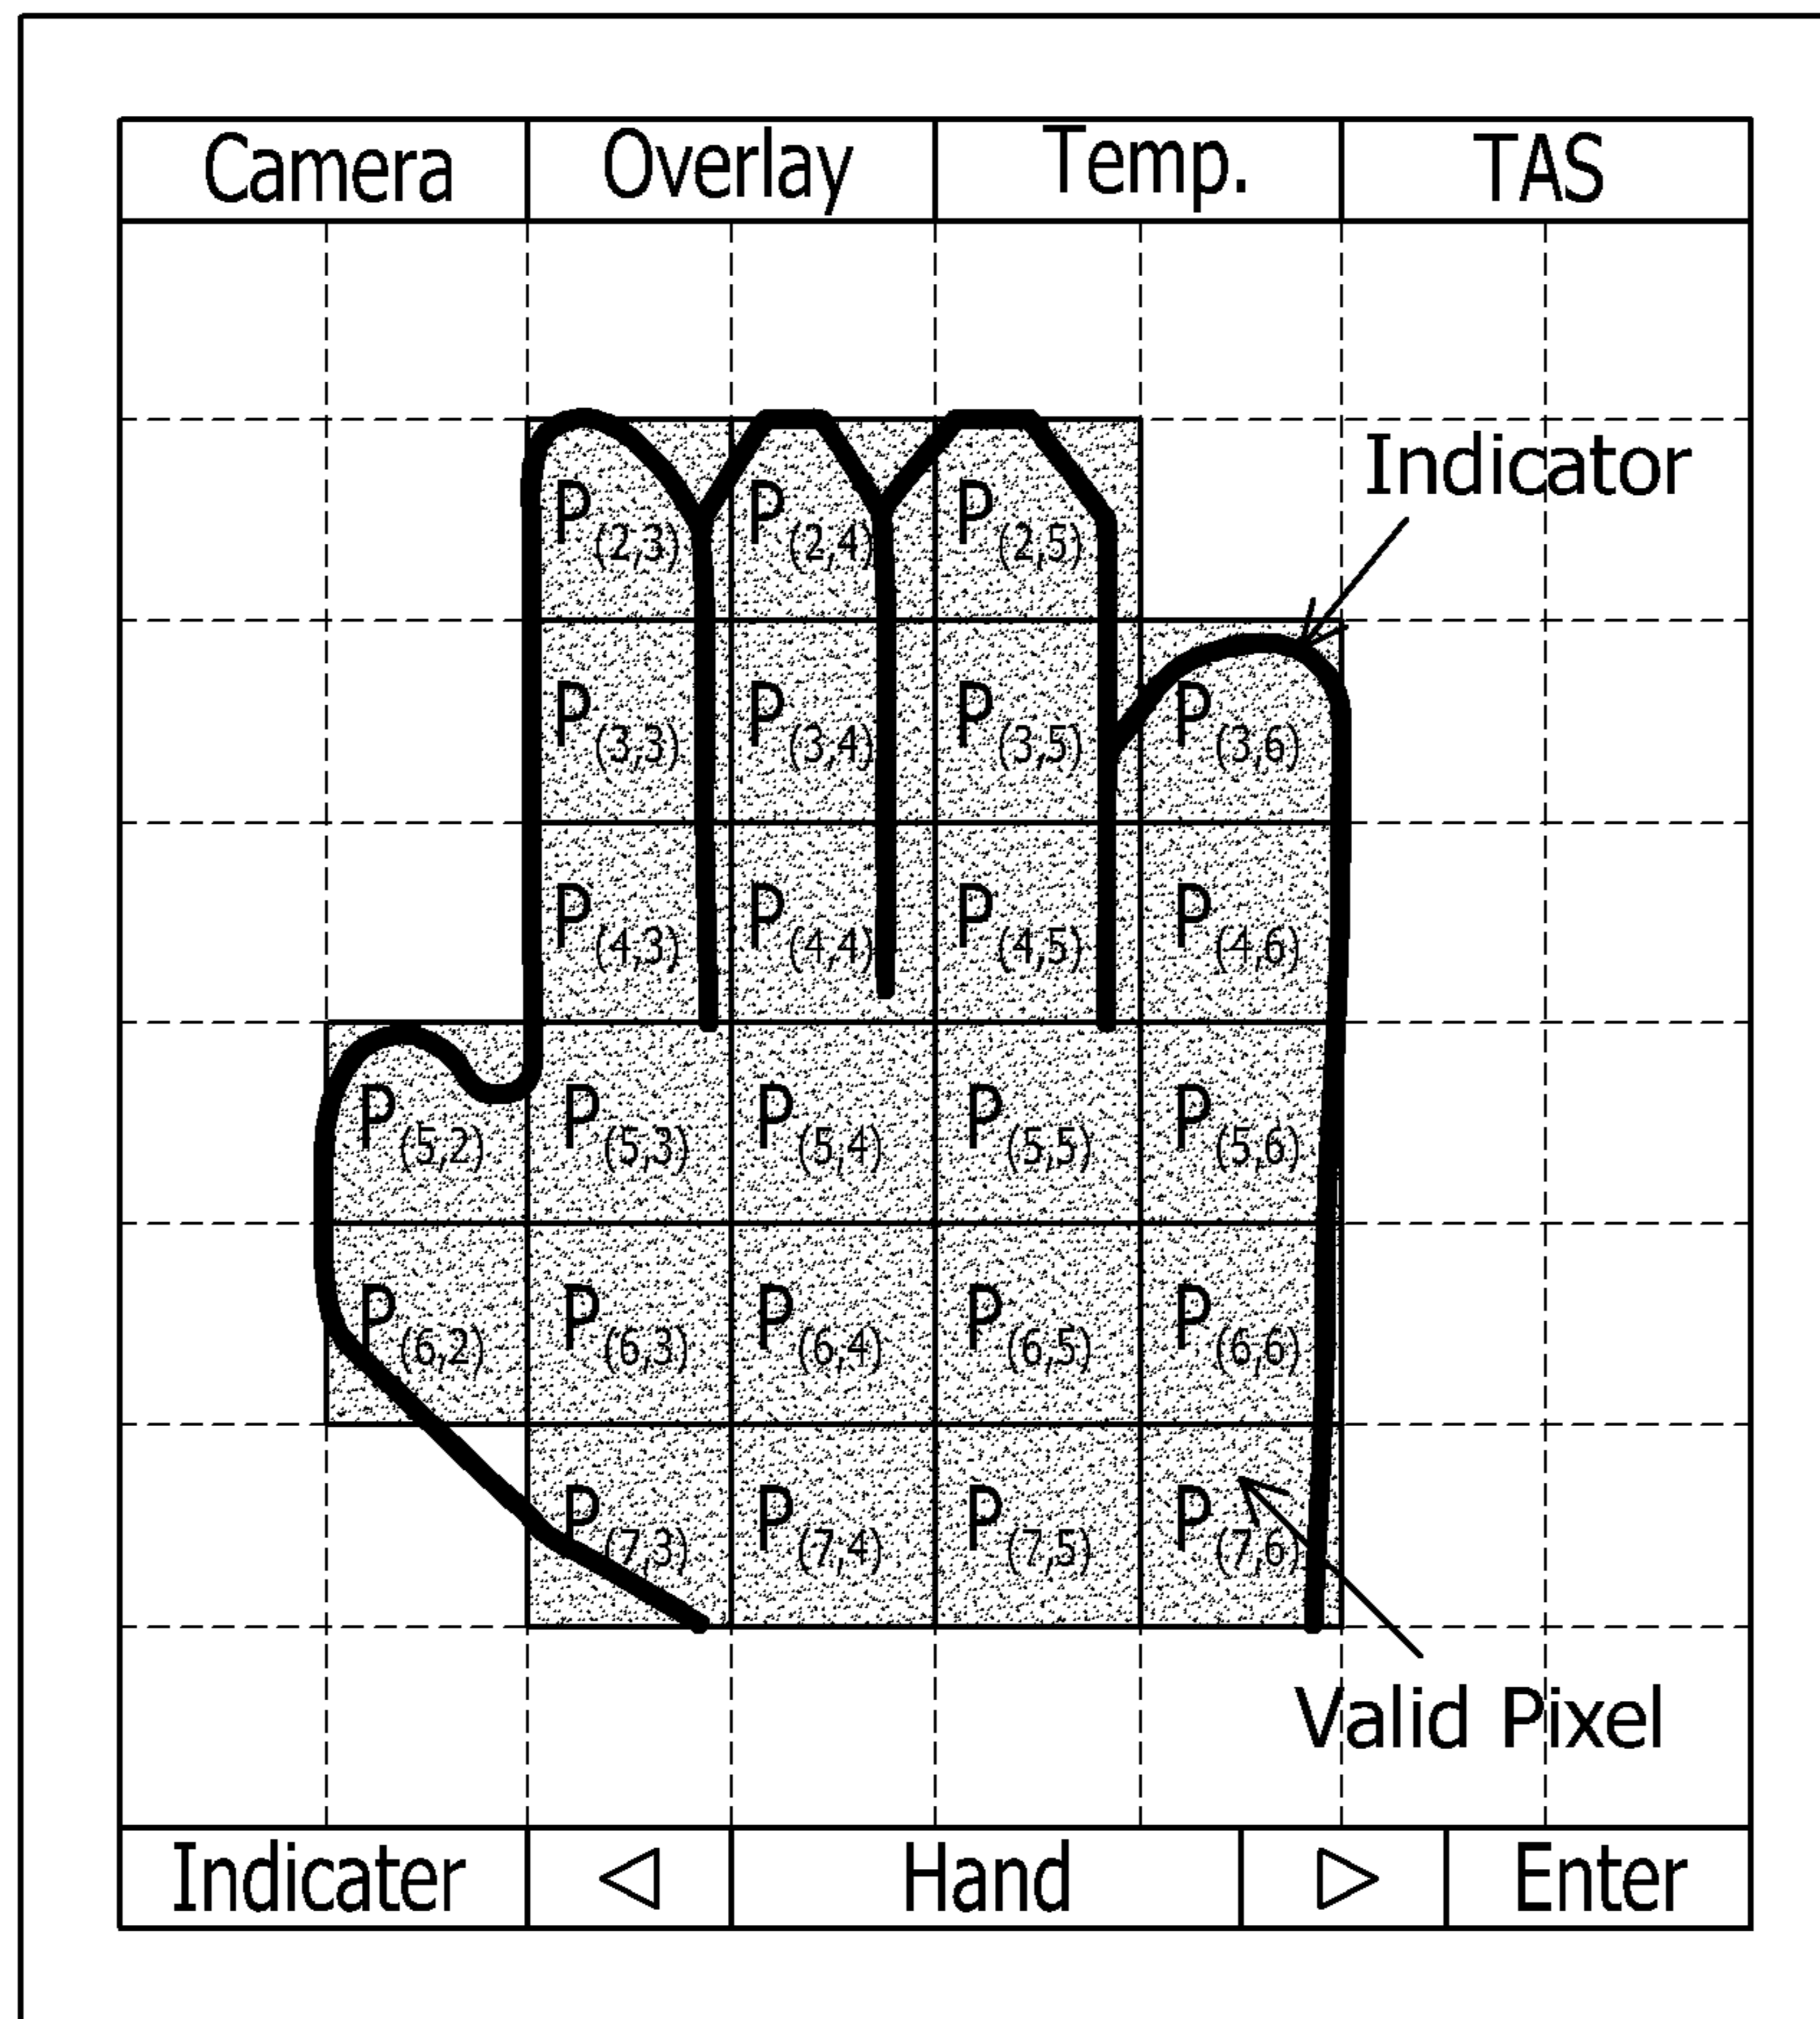 Camera Overlay Temp. TAS
Indicator
P(2,3) P(2,4) P(2,5)
P(3,3) P(3,4) P(3,5) P(3,6)
P(4,3) P(4,4) P(4,5) P(4,6)
P(5,2) P(5,3) P(5,4) P(5,5) P(5,6)
P(6,2) P(6,3) P(6,4) P(6,5) P(6,6)
P(7,3) P(7,4) P(7,5) P(7,6)
Valid Pixel
Indicater ◁ Hand ▷ Enter